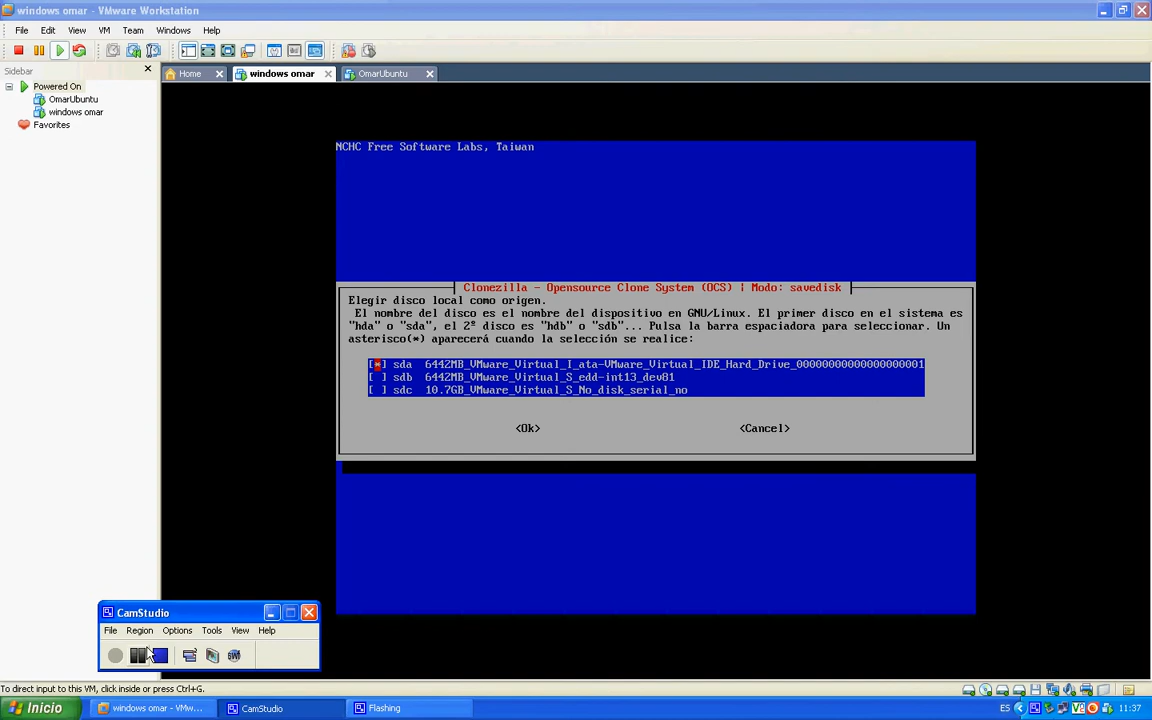 windows omar - VMware Workstation
File Edit View VM Team Windows Help
Sidebar
Powered On
OmarUbuntu
windows omar
Favorites
Home
windows omar
OmarUbuntu
NCHC Free Software Labs, Taiwan
Clonezilla - Opensource Clone System (OCS) | Modo: savedisk
Elegir disco local como origen.
El nombre del disco es el nombre del dispositivo en GNU/Linux. El primer disco en el sistema es
"hda" o "sda", el 2º disco es "hdb" o "sdb"... Pulsa la barra espaciadora para seleccionar. Un
asterisco(*) aparecerá cuando la selección se realice:
[*] sda 6442MB_VMware_Virtual_I_ata-VMware_Virtual_IDE_Hard_Drive_00000000000000000001
[ ] sdb 6442MB_VMware_Virtual_S_edd-int13_dev81
[ ] sdc 10.7GB_VMware_Virtual_S_No_disk_serial_no
<Ok> <Cancel>
CamStudio
File Region Options Tools View Help
To direct input to this VM, click inside or press Ctrl+G.
Inicio
windows omar - VMw...
CamStudio
Flashing
ES
11:37